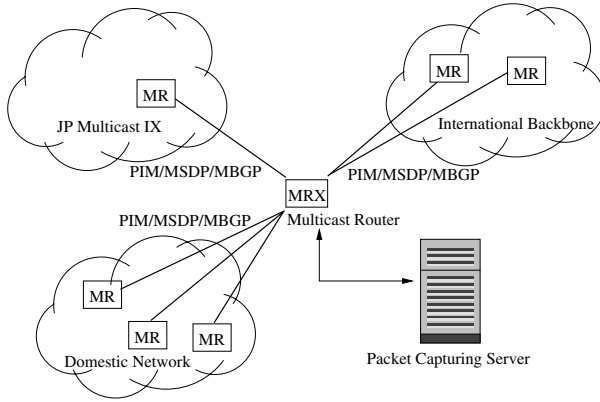 MR
MR
MR
JP Multicast IX
International Backbone
PIM/MSDP/MBGP
PIM/MSDP/MBGP
MRX
PIM/MSDP/MBGP
Multicast Router
MR
MR
MR
Domestic Network
Packet Capturing Server